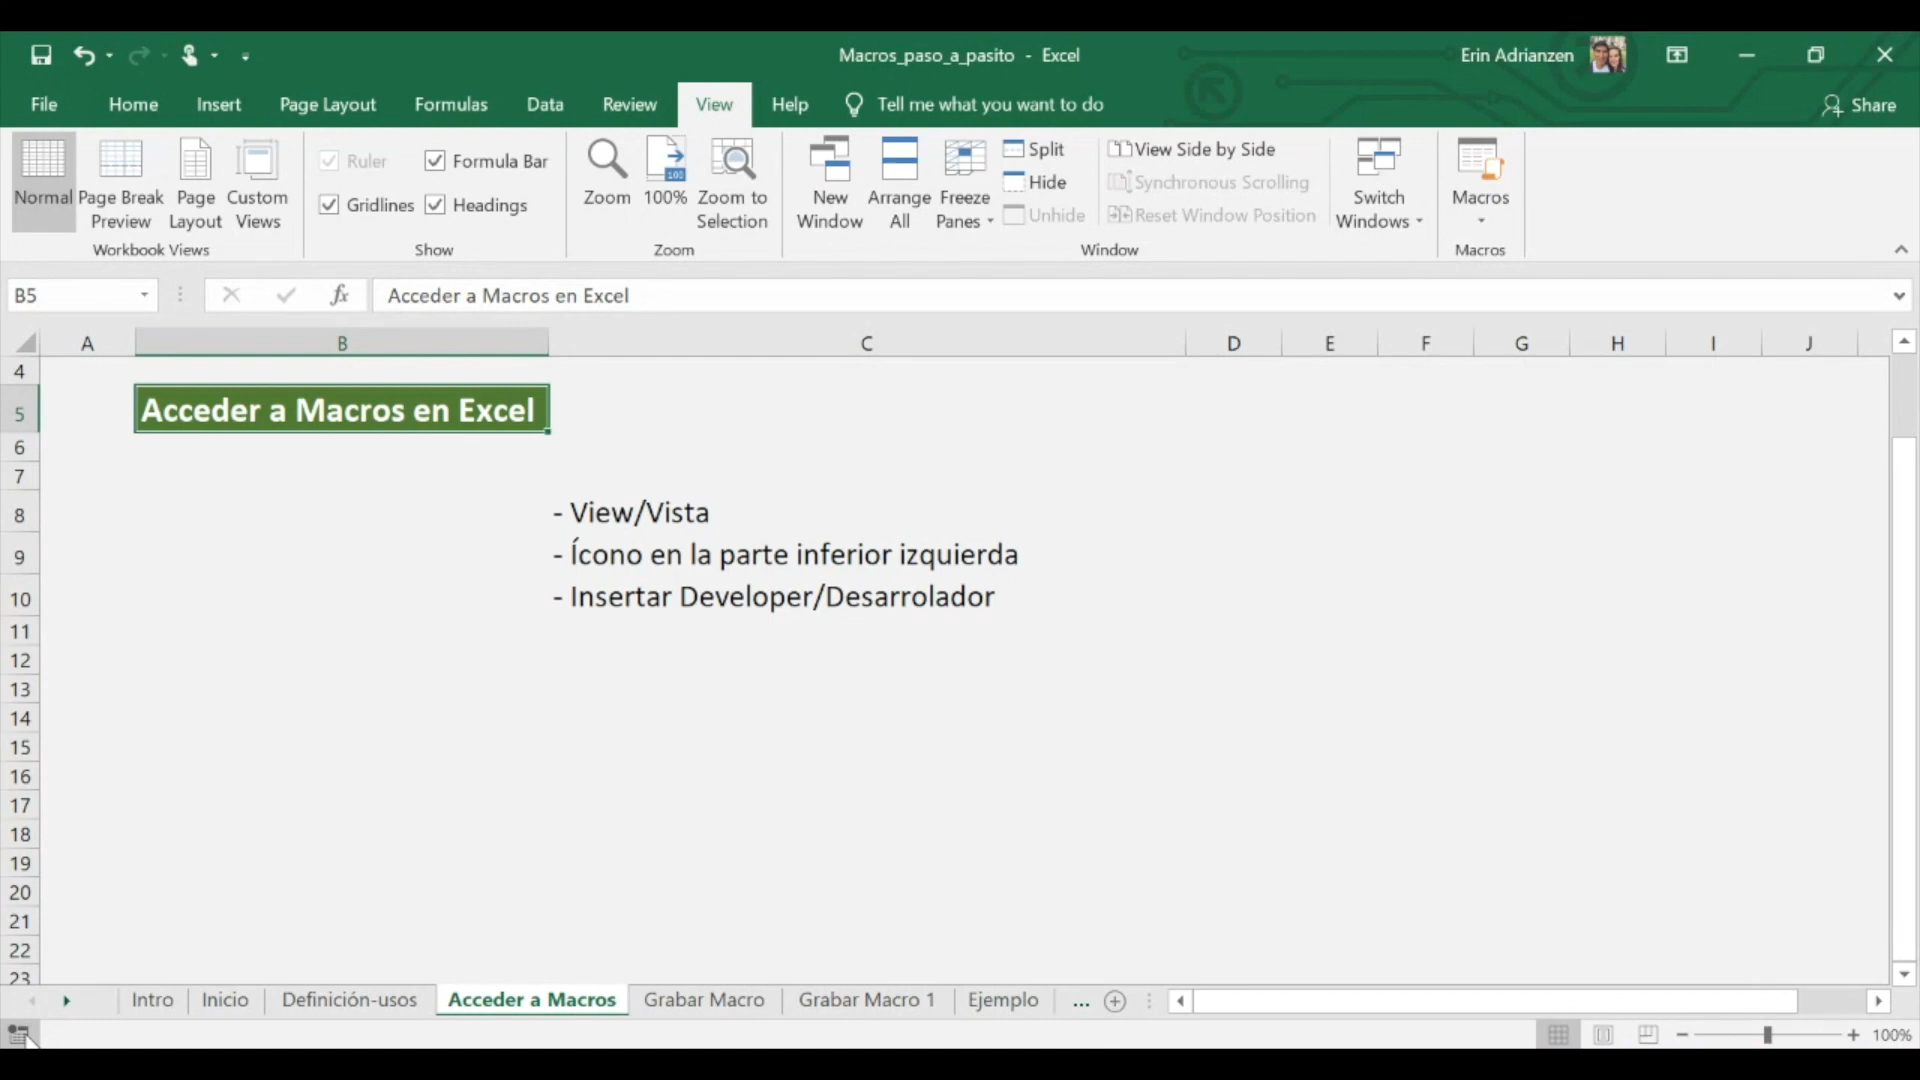 Macros_paso_a_pasito - Excel
Erin Adrianzen
File Home Insert Page Layout Formulas Data Review View Help Tell me what you want to do Share
Normal Page Break Preview Page Layout Custom Views
Workbook Views
Ruler Formula Bar
Gridlines Headings
Show
Zoom 100% Zoom to Selection
Zoom
New Window Arrange All Freeze Panes
Split
Hide
Unhide
View Side by Side
Synchronous Scrolling
Reset Window Position
Switch Windows
Window
Macros
Macros
B5 fx Acceder a Macros en Excel
A B C D E F G H I J
4
5 Acceder a Macros en Excel
6
7
8 - View/Vista
9 - Ícono en la parte inferior izquierda
10 - Insertar Developer/Desarrolador
11
12
13
14
15
16
17
18
19
20
21
22
23
Intro Inicio Definición-usos Acceder a Macros Grabar Macro Grabar Macro 1 Ejemplo ...
100%